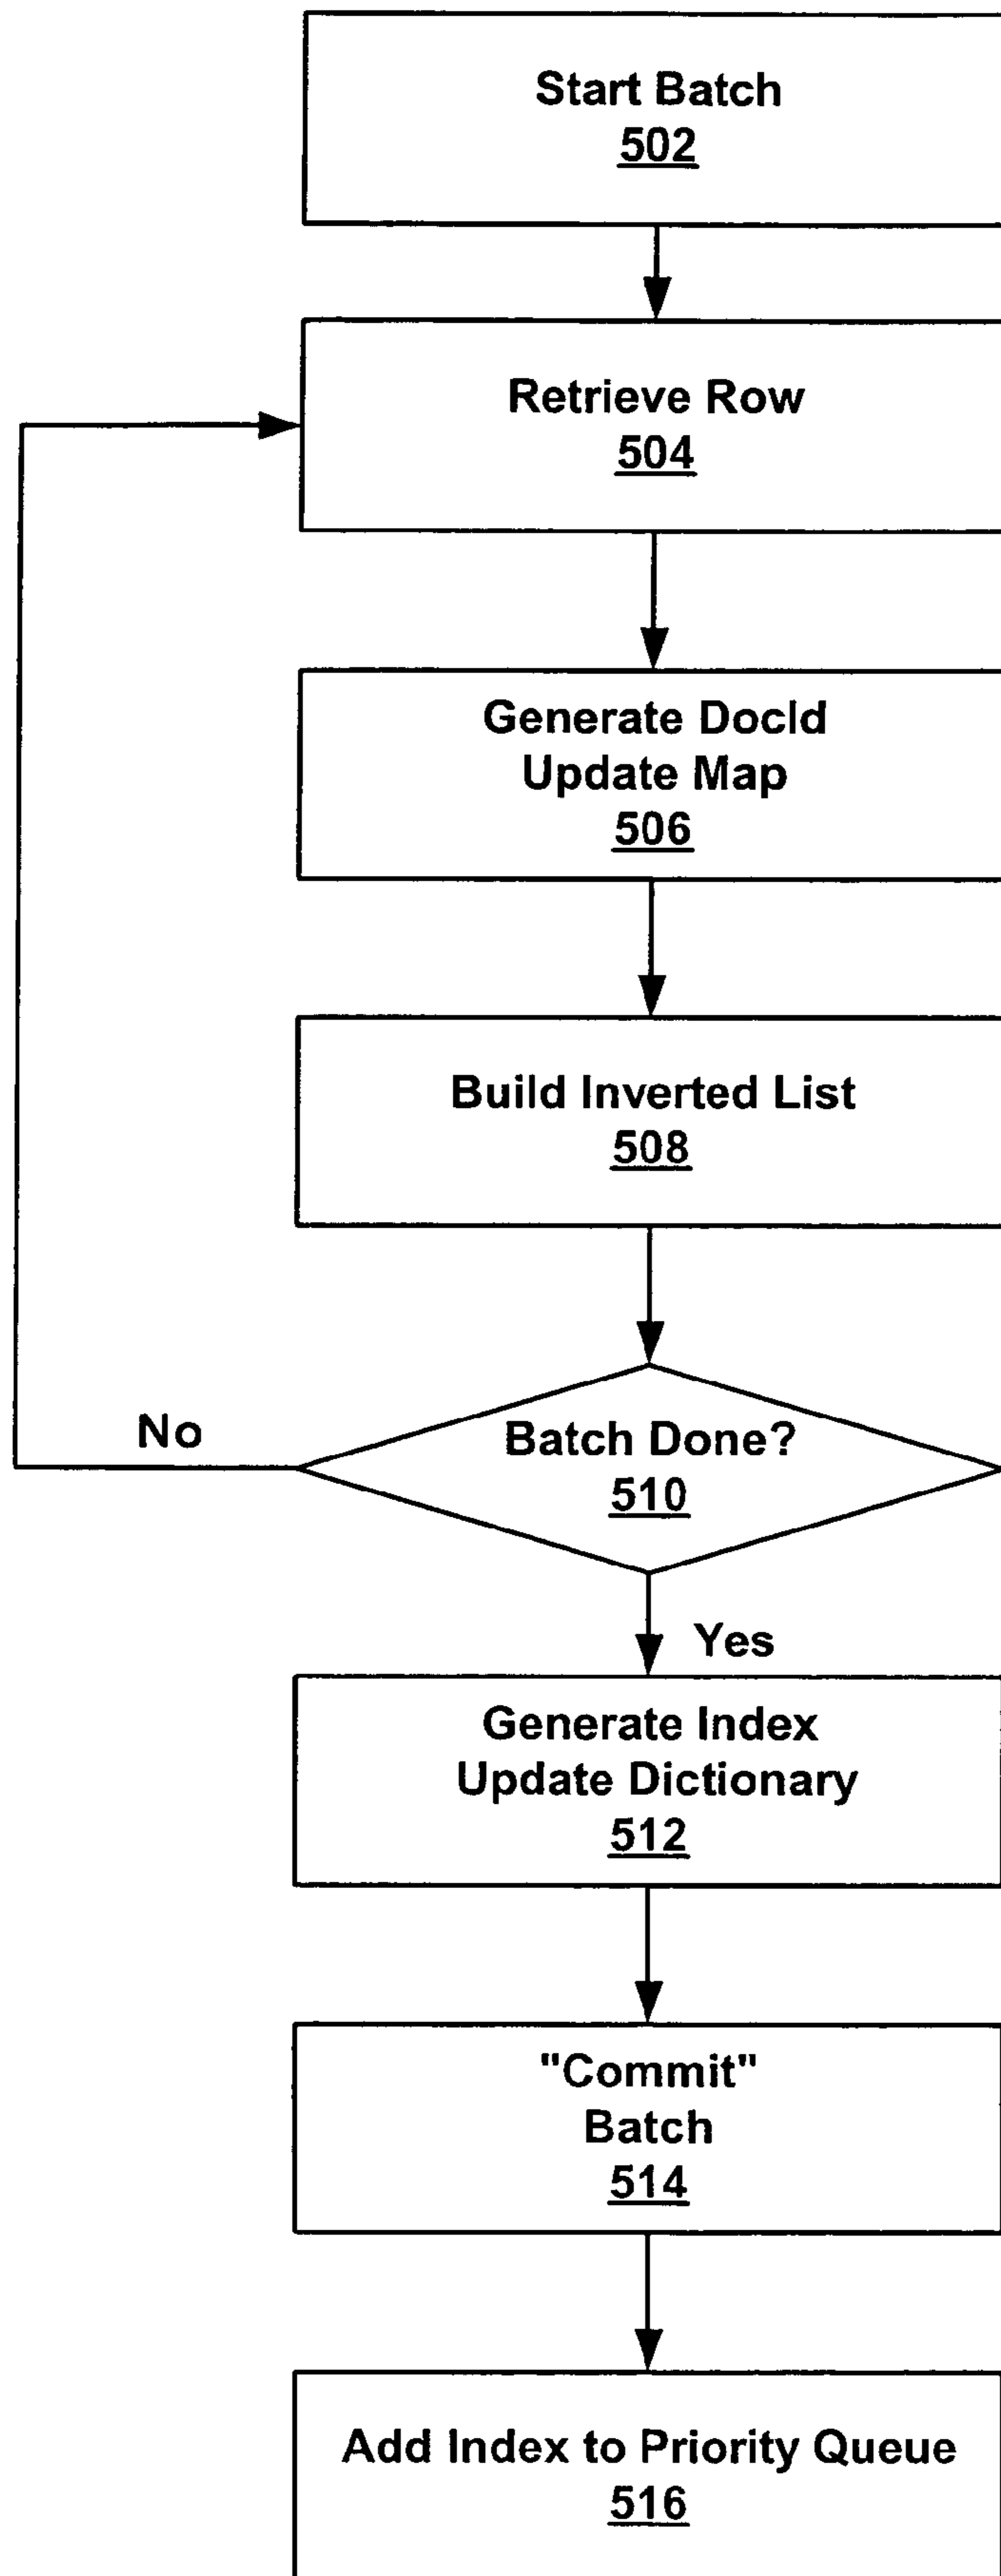 Start Batch
502
Retrieve Row
504
Generate DocId
Update Map
506
Build Inverted List
508
No
Batch Done?
510
Yes
Generate Index
Update Dictionary
512
"Commit"
Batch
514
Add Index to Priority Queue
516